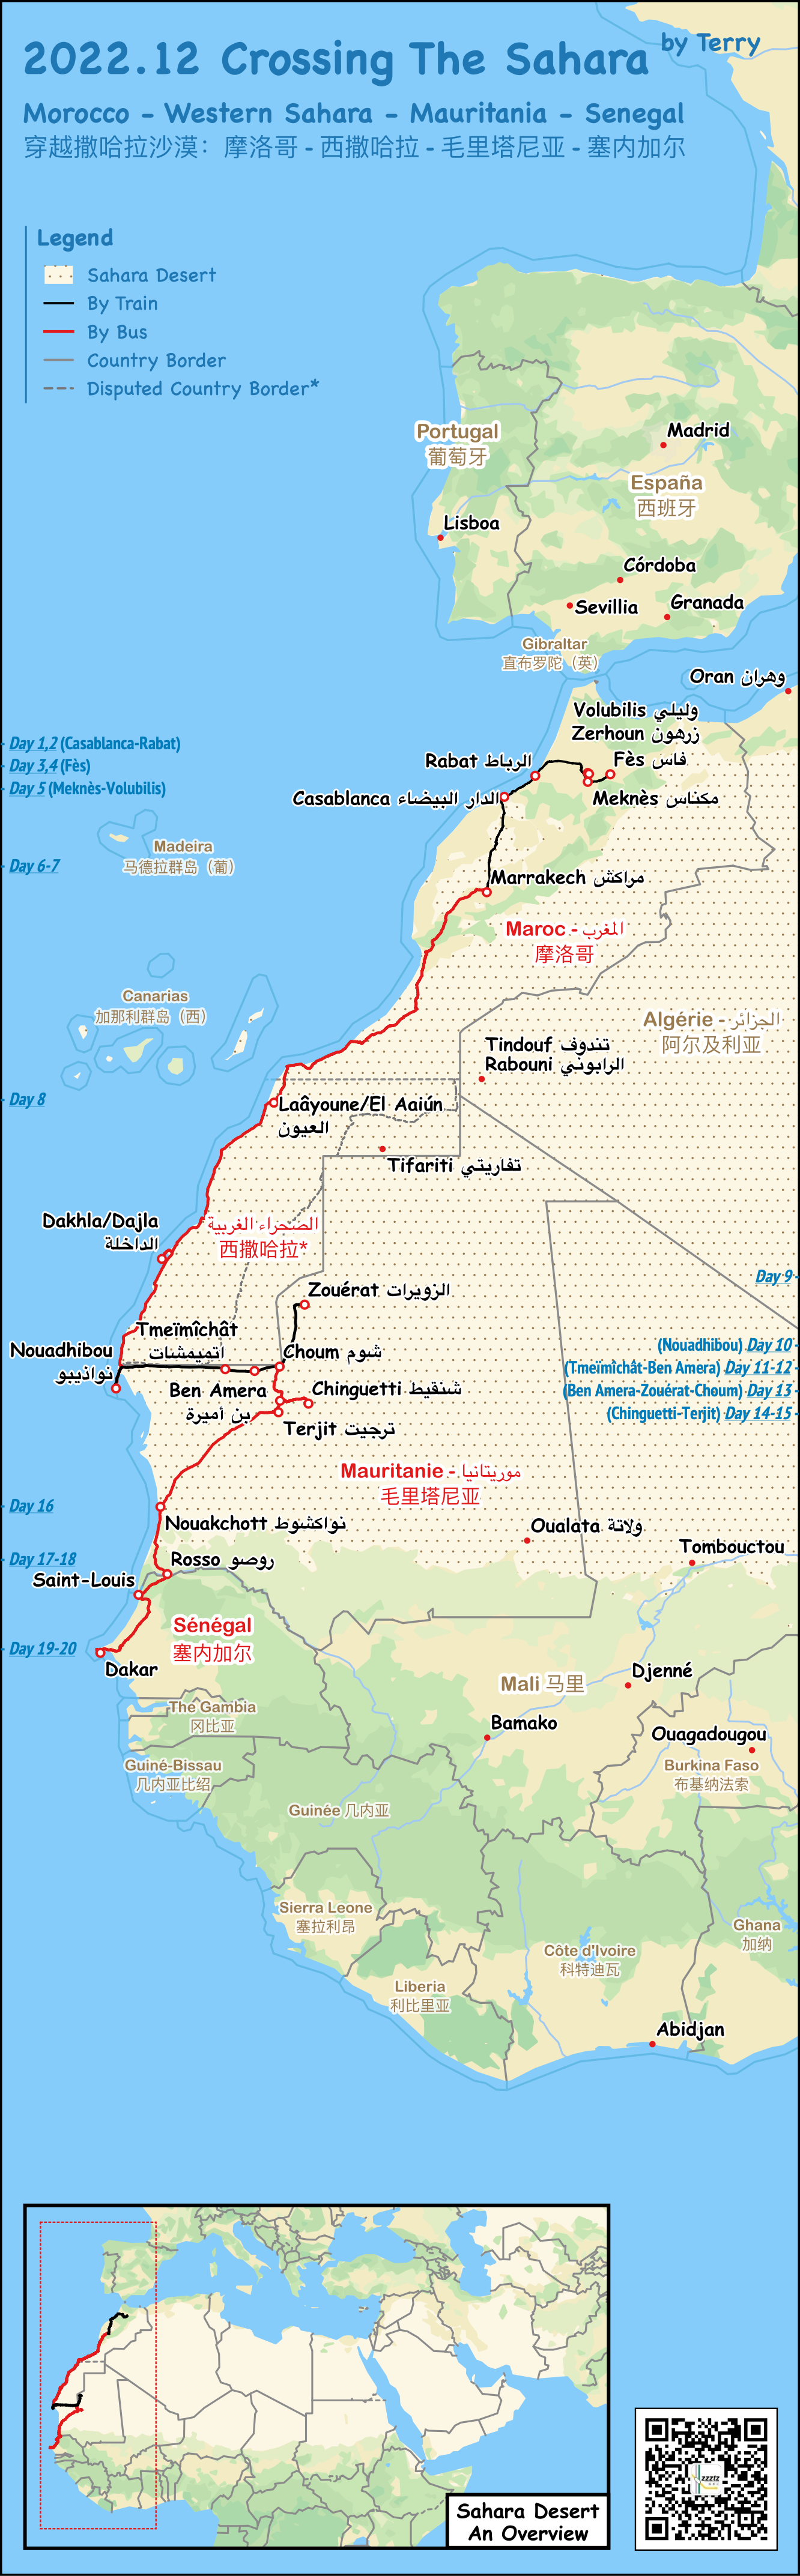 2022.12 Crossing The Sahara
by Terry
Morocco - Western Sahara - Mauritania - Senegal
穿越撒哈拉沙漠：摩洛哥 - 西撒哈拉 - 毛里塔尼亚 - 塞内加尔
Legend
Sahara Desert
By Train
By Bus
Country Border
Disputed Country Border*
Portugal
葡萄牙
Madrid
España
西班牙
Lisboa
Córdoba
Sevillia
Granada
Gibraltar
直布罗陀（英）
Oran وهران
Volubilis وليلي
Zerhoun زرهون
Day 1,2 (Casablanca-Rabat)
Rabat الرباط
Fès فاس
Day 3,4 (Fès)
Day 5 (Meknès-Volubilis)
Casablanca الدار البيضاء
Meknès مكناس
Madeira
马德拉群岛（葡）
Day 6-7
Marrakech مراكش
Maroc - المغرب
摩洛哥
Canarias
加那利群岛（西）
Algérie - الجزائر
阿尔及利亚
Tindouf تندوف
Rabouni الرابوني
Day 8
Laâyoune/El Aaiún
العيون
Tifariti تفاريتي
Dakhla/Dajla
الداخلة
الصحراء الغربية
西撒哈拉*
Day 9
Zouérat الزويرات
Tmeïmîchât
اتميمشات
Nouadhibou
نواذيبو
Choum شوم
(Nouadhibou) Day 10
(Tmeïmîchât-Ben Amera) Day 11-12
Ben Amera
بن أميرة
Chinguetti شنقيط
(Ben Amera-Zouérat-Choum) Day 13
(Chinguetti-Terjit) Day 14-15
Terjit ترجيت
Mauritanie - موريتانيا
毛里塔尼亚
Day 16
Nouakchott نواكشوط
Oualata ولاتة
Tombouctou
Day 17-18
Rosso روصو
Saint-Louis
Sénégal
塞内加尔
Day 19-20
Dakar
Mali 马里
Djenné
The Gambia
冈比亚
Bamako
Ouagadougou
Guiné-Bissau
几内亚比绍
Burkina Faso
布基纳法索
Guinée 几内亚
Sierra Leone
塞拉利昂
Ghana
加纳
Côte d'Ivoire
科特迪瓦
Liberia
利比里亚
Abidjan
Sahara Desert
An Overview
zzztz